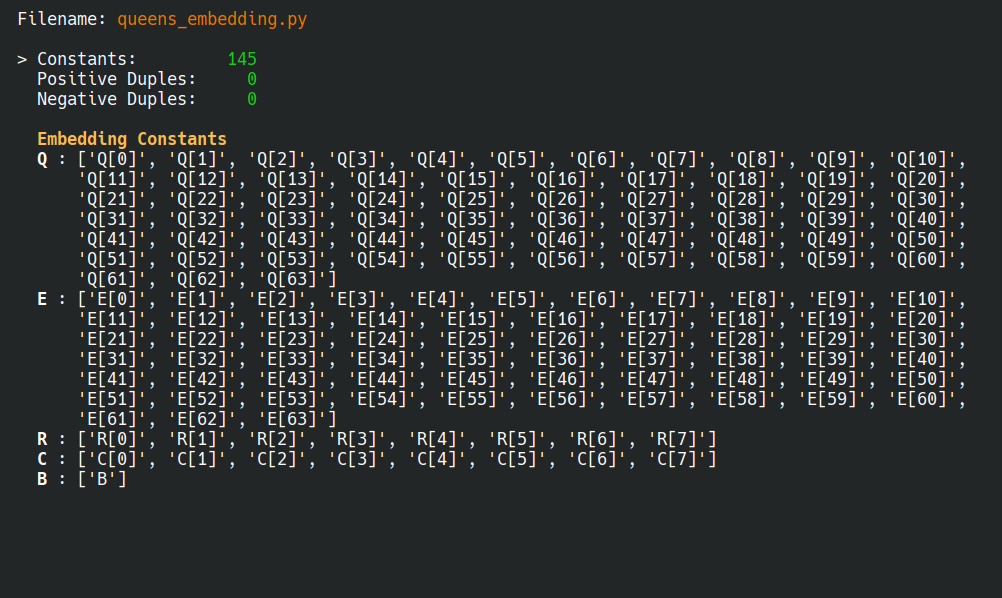 Filename: queens_embedding.py
> Constants: 145
Positive Duples: 0
Negative Duples: 0
Embedding Constants
Q : ['Q[0]', 'Q[1]', 'Q[2]', 'Q[3]', 'Q[4]', 'Q[5]', 'Q[6]', 'Q[7]', 'Q[8]', 'Q[9]', 'Q[10]',
'Q[11]', 'Q[12]', 'Q[13]', 'Q[14]', 'Q[15]', 'Q[16]', 'Q[17]', 'Q[18]', 'Q[19]', 'Q[20]',
'Q[21]', 'Q[22]', 'Q[23]', 'Q[24]', 'Q[25]', 'Q[26]', 'Q[27]', 'Q[28]', 'Q[29]', 'Q[30]',
'Q[31]', 'Q[32]', 'Q[33]', 'Q[34]', 'Q[35]', 'Q[36]', 'Q[37]', 'Q[38]', 'Q[39]', 'Q[40]',
'Q[41]', 'Q[42]', 'Q[43]', 'Q[44]', 'Q[45]', 'Q[46]', 'Q[47]', 'Q[48]', 'Q[49]', 'Q[50]',
'Q[51]', 'Q[52]', 'Q[53]', 'Q[54]', 'Q[55]', 'Q[56]', 'Q[57]', 'Q[58]', 'Q[59]', 'Q[60]',
'Q[61]', 'Q[62]', 'Q[63]']
E : ['E[0]', 'E[1]', 'E[2]', 'E[3]', 'E[4]', 'E[5]', 'E[6]', 'E[7]', 'E[8]', 'E[9]', 'E[10]',
'E[11]', 'E[12]', 'E[13]', 'E[14]', 'E[15]', 'E[16]', 'E[17]', 'E[18]', 'E[19]', 'E[20]',
'E[21]', 'E[22]', 'E[23]', 'E[24]', 'E[25]', 'E[26]', 'E[27]', 'E[28]', 'E[29]', 'E[30]',
'E[31]', 'E[32]', 'E[33]', 'E[34]', 'E[35]', 'E[36]', 'E[37]', 'E[38]', 'E[39]', 'E[40]',
'E[41]', 'E[42]', 'E[43]', 'E[44]', 'E[45]', 'E[46]', 'E[47]', 'E[48]', 'E[49]', 'E[50]',
'E[51]', 'E[52]', 'E[53]', 'E[54]', 'E[55]', 'E[56]', 'E[57]', 'E[58]', 'E[59]', 'E[60]',
'E[61]', 'E[62]', 'E[63]']
R : ['R[0]', 'R[1]', 'R[2]', 'R[3]', 'R[4]', 'R[5]', 'R[6]', 'R[7]']
C : ['C[0]', 'C[1]', 'C[2]', 'C[3]', 'C[4]', 'C[5]', 'C[6]', 'C[7]']
B : ['B']